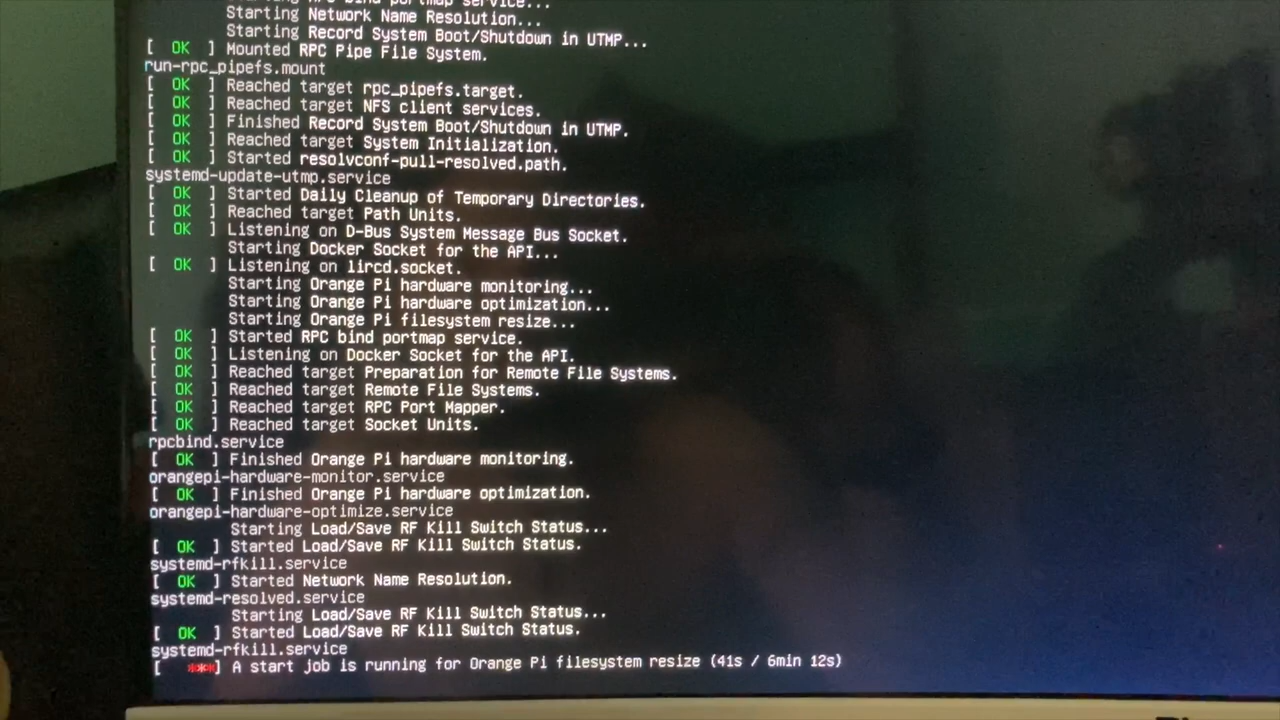 bind portmap service...
Starting Network Name Resolution...
Starting Record System Boot/Shutdown in UTMP...
[ OK ] Mounted RPC Pipe File System.
run-rpc_pipefs.mount
[ OK ] Reached target rpc_pipefs.target.
[ OK ] Reached target NFS client services.
[ OK ] Finished Record System Boot/Shutdown in UTMP.
[ OK ] Reached target System Initialization.
[ OK ] Started resolvconf-pull-resolved.path.
systemd-update-utmp.service
[ OK ] Started Daily Cleanup of Temporary Directories.
[ OK ] Reached target Path Units.
[ OK ] Listening on D-Bus System Message Bus Socket.
Starting Docker Socket for the API...
[ OK ] Listening on lircd.socket.
Starting Orange Pi hardware monitoring...
Starting Orange Pi hardware optimization...
Starting Orange Pi filesystem resize...
[ OK ] Started RPC bind portmap service.
[ OK ] Listening on Docker Socket for the API.
[ OK ] Reached target Preparation for Remote File Systems.
[ OK ] Reached target Remote File Systems.
[ OK ] Reached target RPC Port Mapper.
[ OK ] Reached target Socket Units.
rpcbind.service
[ OK ] Finished Orange Pi hardware monitoring.
orangepi-hardware-monitor.service
[ OK ] Finished Orange Pi hardware optimization.
orangepi-hardware-optimize.service
Starting Load/Save RF Kill Switch Status...
[ OK ] Started Load/Save RF Kill Switch Status.
systemd-rfkill.service
[ OK ] Started Network Name Resolution.
systemd-resolved.service
Starting Load/Save RF Kill Switch Status...
[ OK ] Started Load/Save RF Kill Switch Status.
systemd-rfkill.service
[ ***] A start job is running for Orange Pi filesystem resize (41s / 6min 12s)